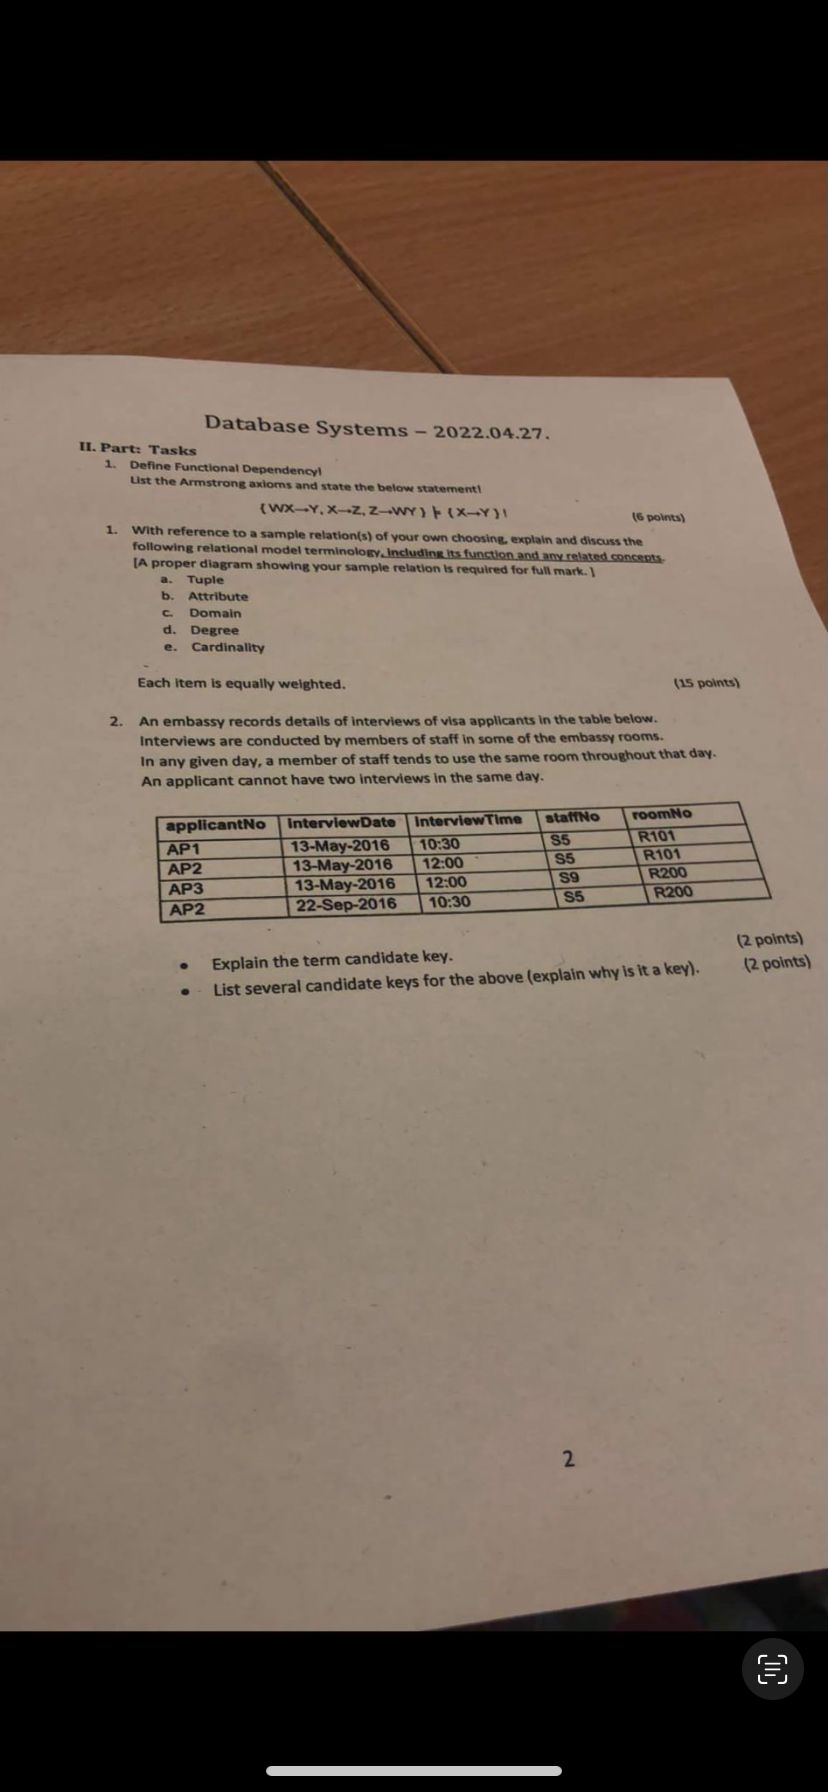 Database Systems – 2022.04.27.
II. Part: Tasks
1. Define Functional Dependency!
List the Armstrong axioms and state the below statement!
{WX→Y, X→Z, Z→WY} ⊧ {X→Y}!
(6 points)
1. With reference to a sample relation(s) of your own choosing, explain and discuss the
following relational model terminology, including its function and any related concepts.
[A proper diagram showing your sample relation is required for full mark. ]
a. Tuple
b. Attribute
c. Domain
d. Degree
e. Cardinality
Each item is equally weighted. (15 points)
2. An embassy records details of interviews of visa applicants in the table below.
Interviews are conducted by members of staff in some of the embassy rooms.
In any given day, a member of staff tends to use the same room throughout that day.
An applicant cannot have two interviews in the same day.
applicantNo InterviewDate InterviewTime staffNo roomNo
AP1 13-May-2016 10:30 S5 R101
AP2 13-May-2016 12:00 S5 R101
AP3 13-May-2016 12:00 S9 R200
AP2 22-Sep-2016 10:30 S5 R200
• Explain the term candidate key. (2 points)
• List several candidate keys for the above (explain why is it a key). (2 points)
2